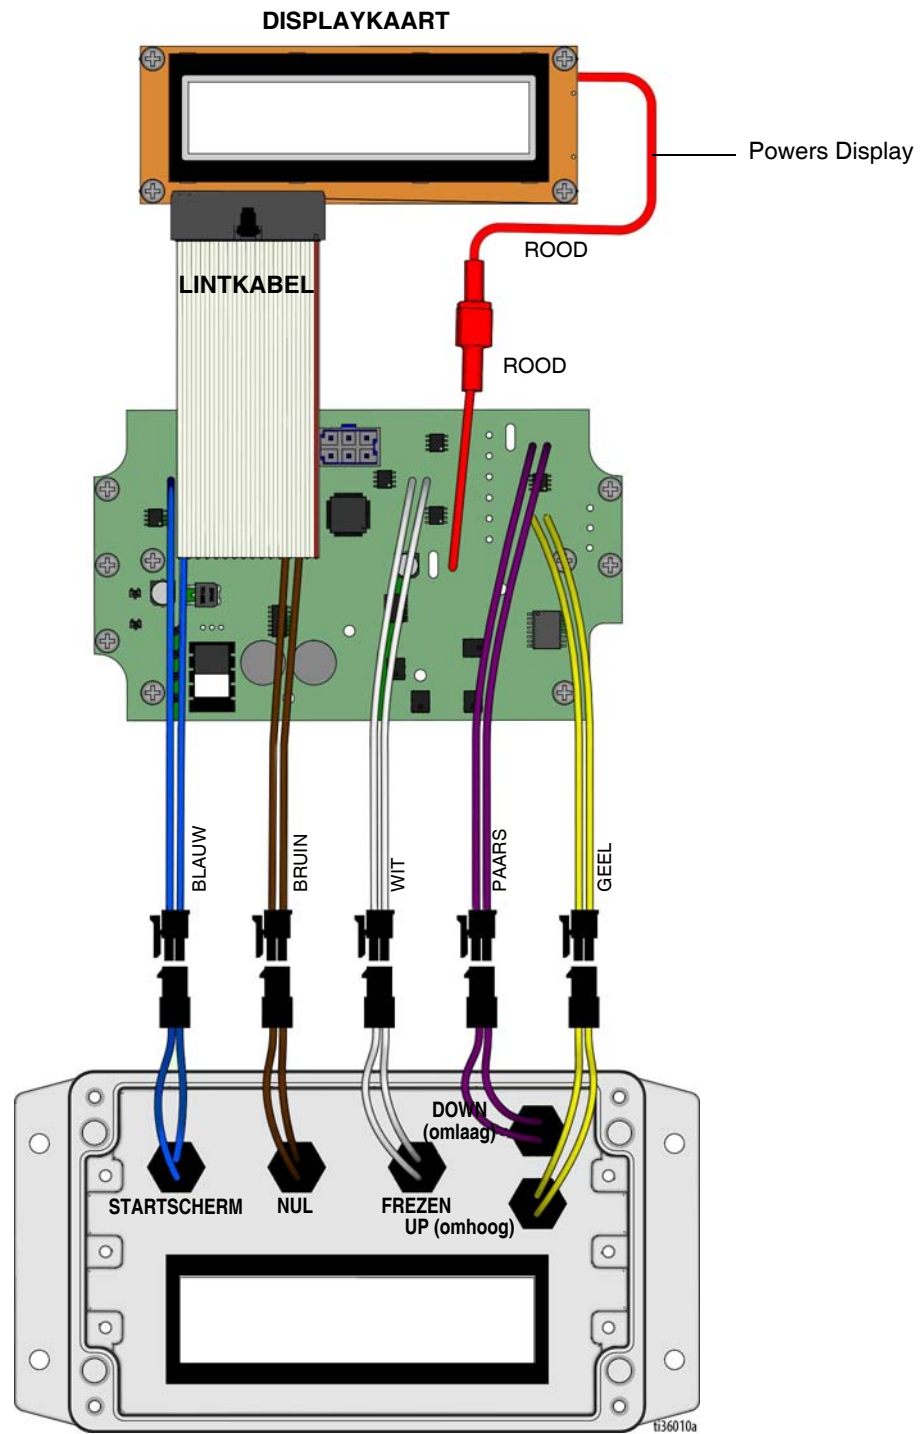 DISPLAYKAART
Powers Display
ROOD
LINTKABEL
ROOD
BLAUW
BRUIN
WIT
PAARS
GEEL
DOWN
(omlaag)
STARTSCHERM
NUL
FREZEN
UP (omhoog)
ti36010a